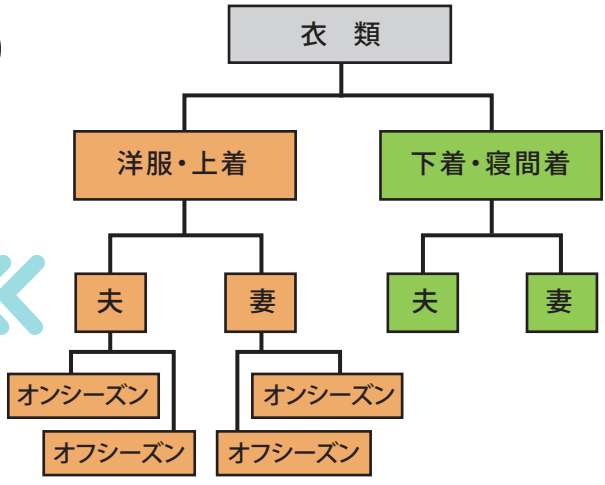 衣 類
洋服・上着
下着・寝間着
夫
妻
夫
妻
オンシーズン
オンシーズン
オフシーズン
オフシーズン